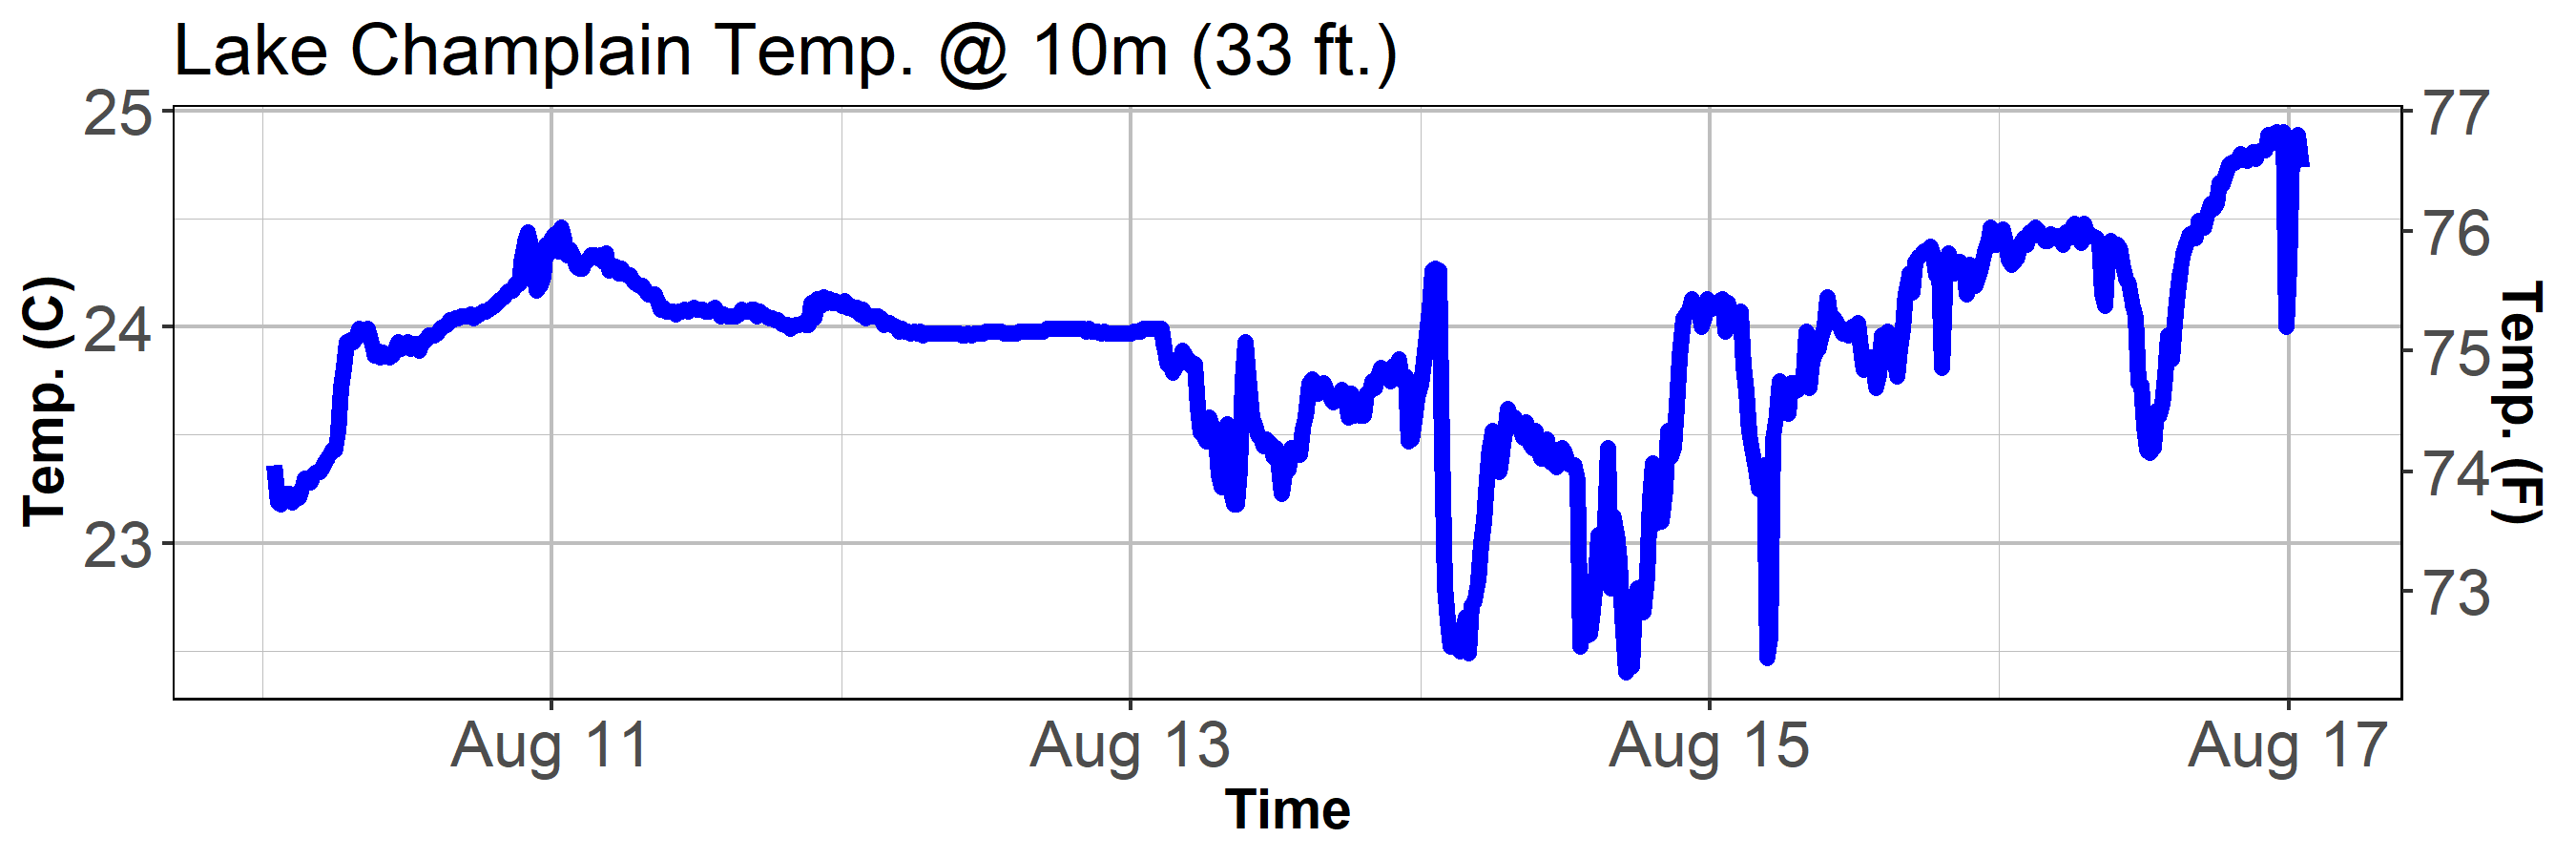 Lake Champlain Temp. @ 10m (33 ft.)
25
24
23
Temp. (C)
77
76
75
74
73
Temp. (F)
Aug 11
Aug 13
Aug 15
Aug 17
Time